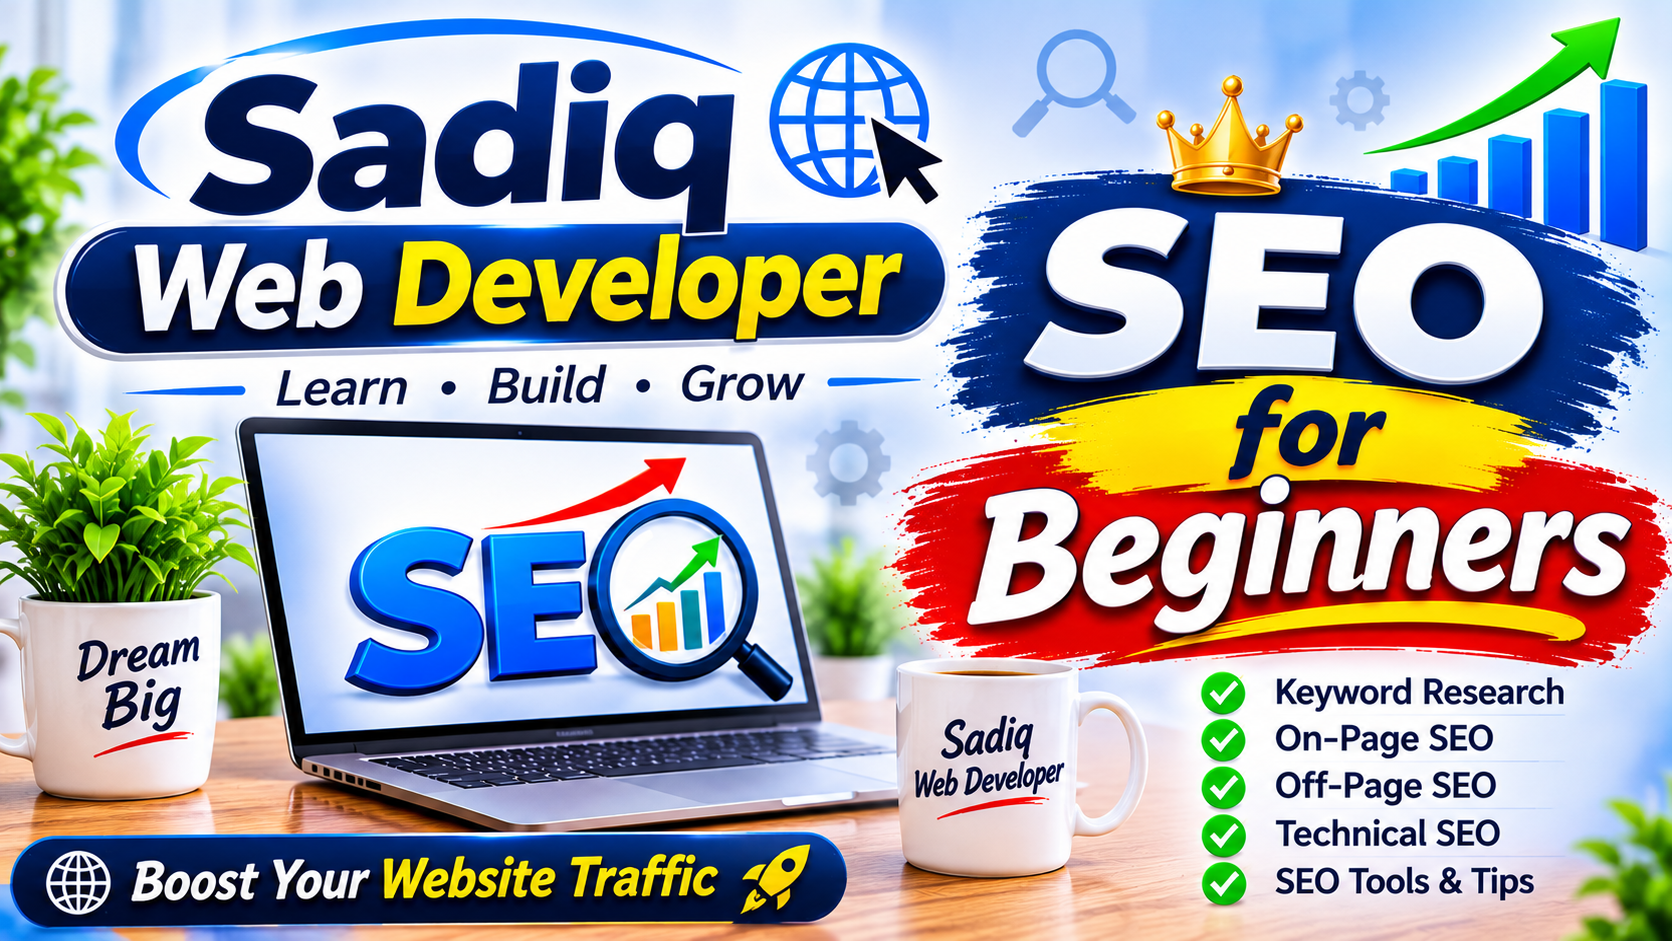 Sadiq
Web Developer
Learn • Build • Grow
SEO
for
Beginners
SEO
Dream
Big
Sadiq
Web Developer
Keyword Research
On-Page SEO
Off-Page SEO
Technical SEO
SEO Tools & Tips
Boost Your Website Traffic